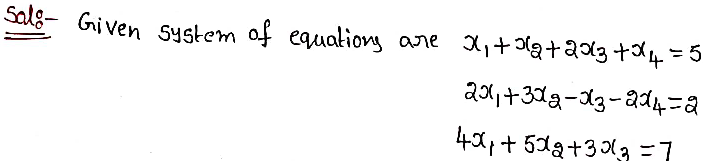 Sol:- Given system of equations are x₁+x₂+2x₃+x₄=5
2x₁+3x₂-x₃-2x₄=2
4x₁+5x₂+3x₃=7